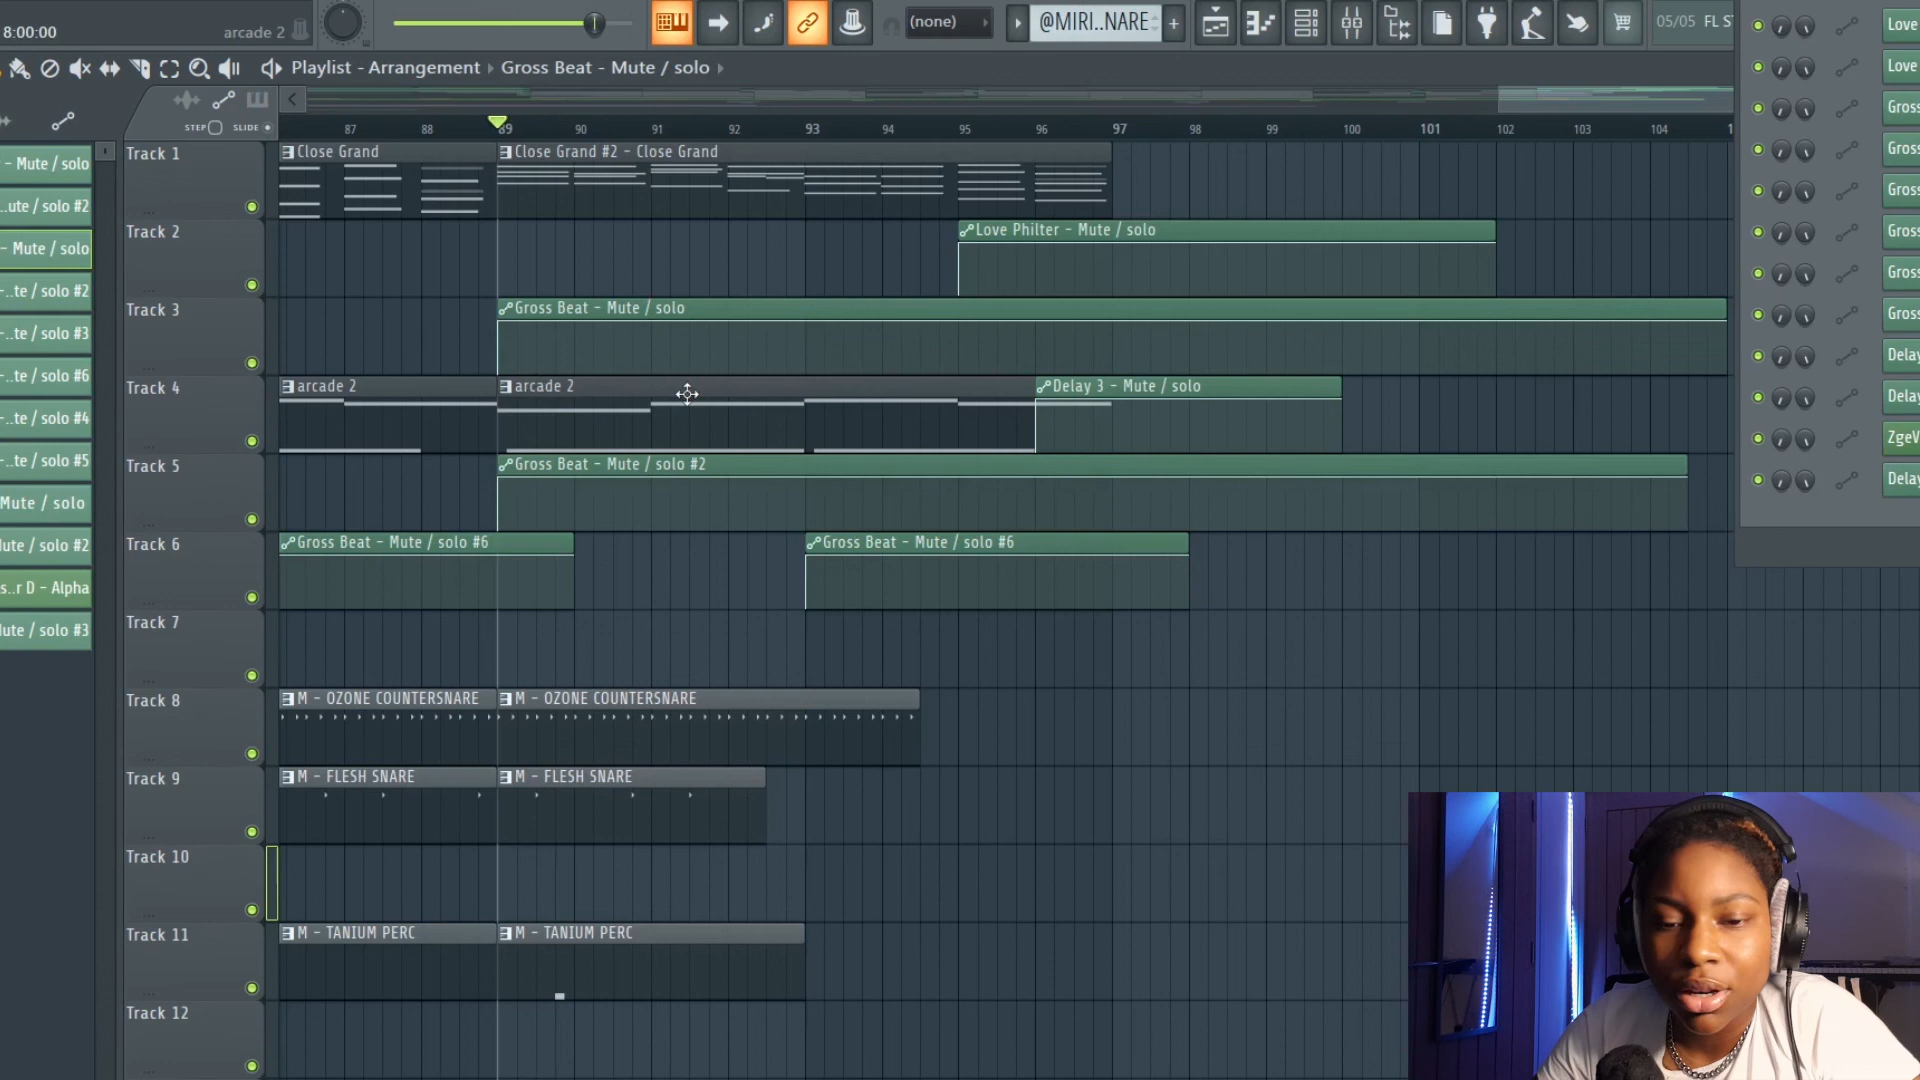 8:00:00
arcade 2
(none)
@MIRI..NARE
05/05 FL S
Playlist - Arrangement
Gross Beat - Mute / solo
STEP
SLIDE
87 88 89 90 91 92 93 94 95 96 97 98 99 100 101 102 103 104 1
- Mute / solo
..ute / solo #2
- Mute / solo
-..te / solo #2
-..te / solo #3
-..te / solo #6
-..te / solo #4
-..te / solo #5
Mute / solo
lute / solo #2
s..r D - Alpha
lute / solo #3
Track 1
Close Grand
Close Grand #2 - Close Grand
Track 2
Love Philter - Mute / solo
Track 3
Gross Beat - Mute / solo
Track 4
arcade 2
arcade 2
Delay 3 - Mute / solo
Track 5
Gross Beat - Mute / solo #2
Track 6
Gross Beat - Mute / solo #6
Gross Beat - Mute / solo #6
Track 7
Track 8
M - OZONE COUNTERSNARE
M - OZONE COUNTERSNARE
Track 9
M - FLESH SNARE
M - FLESH SNARE
Track 10
Track 11
M - TANIUM PERC
M - TANIUM PERC
Track 12
Love
Love
Gross
Gross
Gross
Gross
Gross
Gross
Delay
Delay
ZgeV
Delay